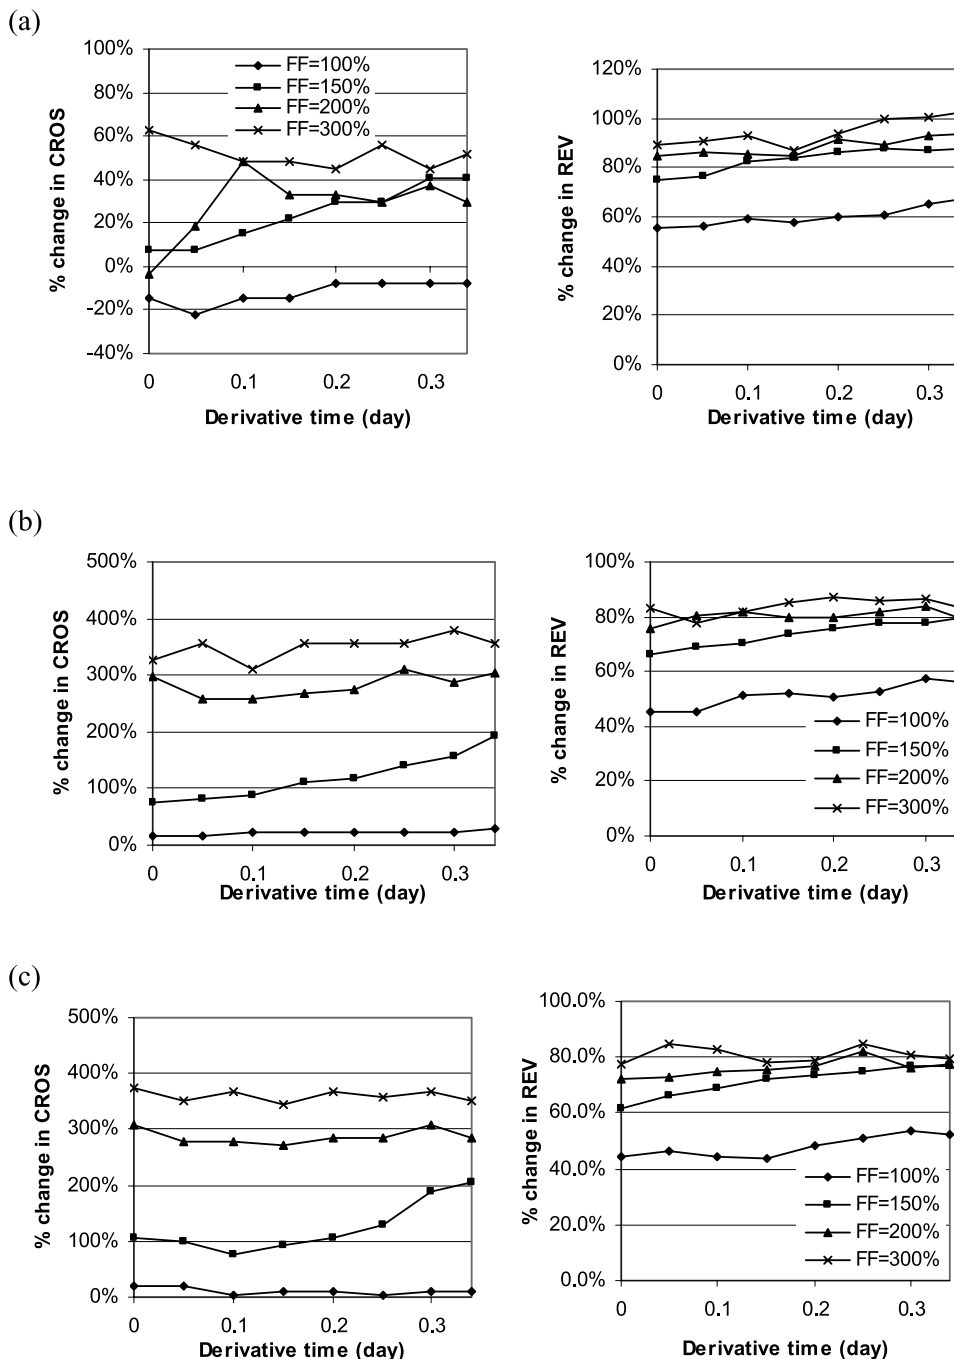 (a)
100%
80%
60%
40%
20%
0%
-20%
-40%
% change in CROS
FF=100%
FF=150%
FF=200%
FF=300%
0 0.1 0.2 0.3
Derivative time (day)
120%
100%
80%
60%
40%
20%
0%
% change in REV
0 0.1 0.2 0.3
Derivative time (day)
(b)
500%
400%
300%
200%
100%
0%
% change in CROS
0 0.1 0.2 0.3
Derivative time (day)
100%
80%
60%
40%
20%
0%
% change in REV
FF=100%
FF=150%
FF=200%
FF=300%
0 0.1 0.2 0.3
Derivative time (day)
(c)
500%
400%
300%
200%
100%
0%
% change in CROS
0 0.1 0.2 0.3
Derivative time (day)
100.0%
80.0%
60.0%
40.0%
20.0%
0.0%
% change in REV
FF=100%
FF=150%
FF=200%
FF=300%
0 0.1 0.2 0.3
Derivative time (day)